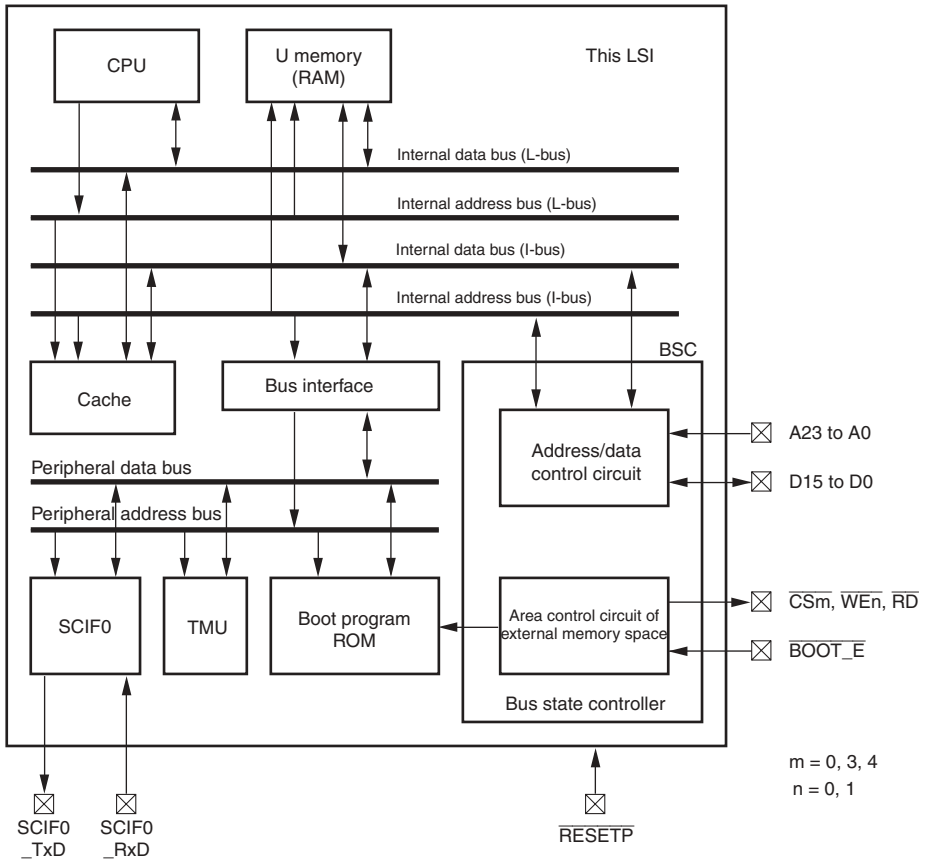 CPU
U memory
(RAM)
This LSI
Internal data bus (L-bus)
Internal address bus (L-bus)
Internal data bus (I-bus)
Internal address bus (I-bus)
BSC
Cache
Bus interface
Address/data
control circuit
A23 to A0
D15 to D0
Peripheral data bus
Peripheral address bus
SCIF0
TMU
Boot program
ROM
Area control circuit of
external memory space
CSm, WEn, RD
BOOT_E
Bus state controller
m = 0, 3, 4
n = 0, 1
SCIF0
_TxD
SCIF0
_RxD
RESETP